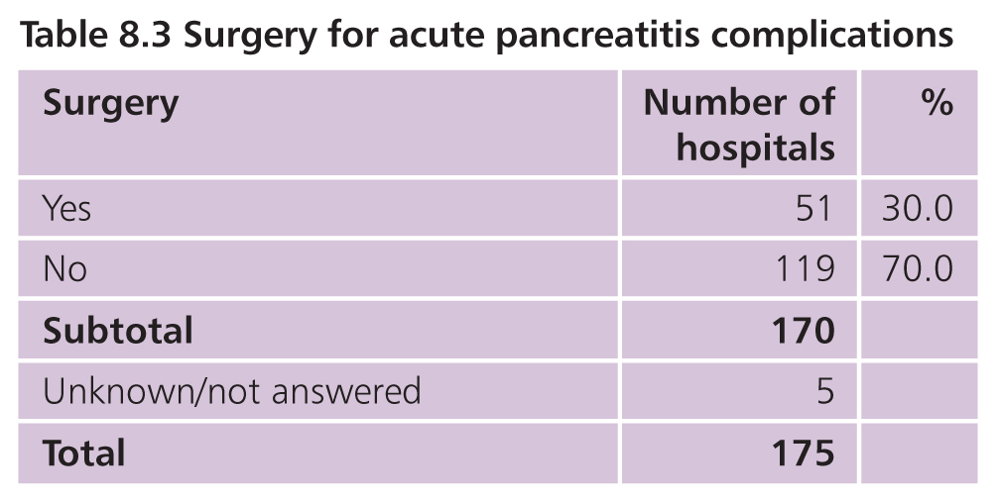 Table 8.3 Surgery for acute pancreatitis complications
Surgery Number of hospitals %
Yes 51 30.0
No 119 70.0
Subtotal 170
Unknown/not answered 5
Total 175